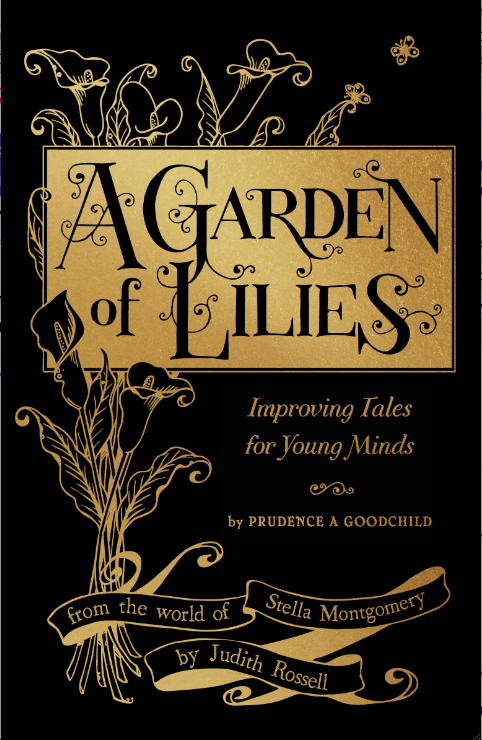 A GARDEN
of LILIES
Improving Tales
for Young Minds
by PRUDENCE A GOODCHILD
from the world of Stella Montgomery
by Judith Rossell